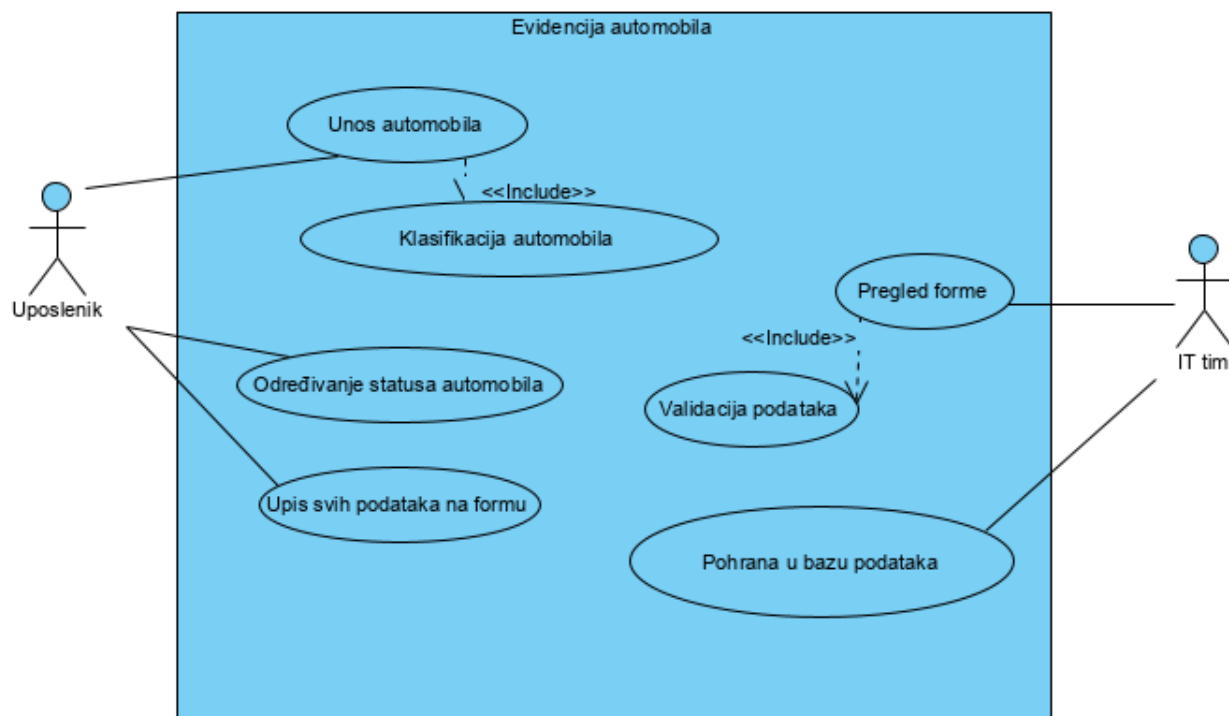 Evidencija automobila
Unos automobila
<<Include>>
Klasifikacija automobila
Pregled forme
Uposlenik
<<Include>>
IT tim
Određivanje statusa automobila
Validacija podataka
Upis svih podataka na formu
Pohrana u bazu podataka